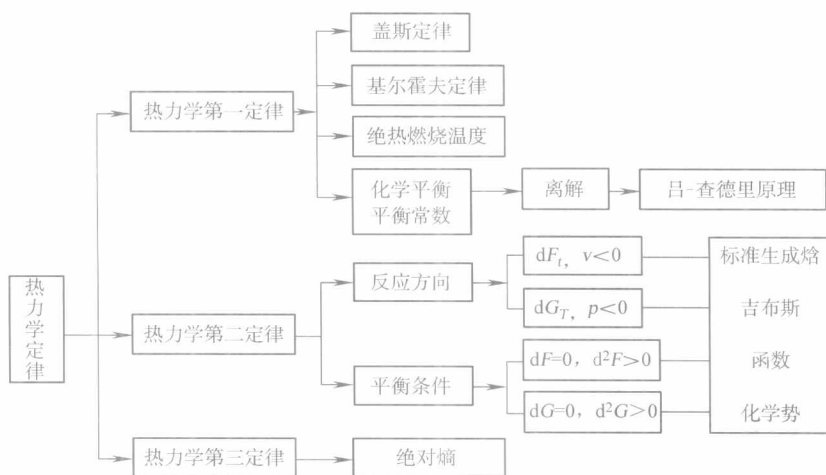 盖斯定律
热力学第一定律
基尔霍夫定律
绝热燃烧温度
化学平衡
平衡常数
离解
吕-查德里原理
热力学定律
热力学第二定律
反应方向
dF_t, v<0
dG_T, p<0
平衡条件
dF=0, d²F>0
dG=0, d²G>0
标准生成焓
吉布斯
函数
化学势
热力学第三定律
绝对熵